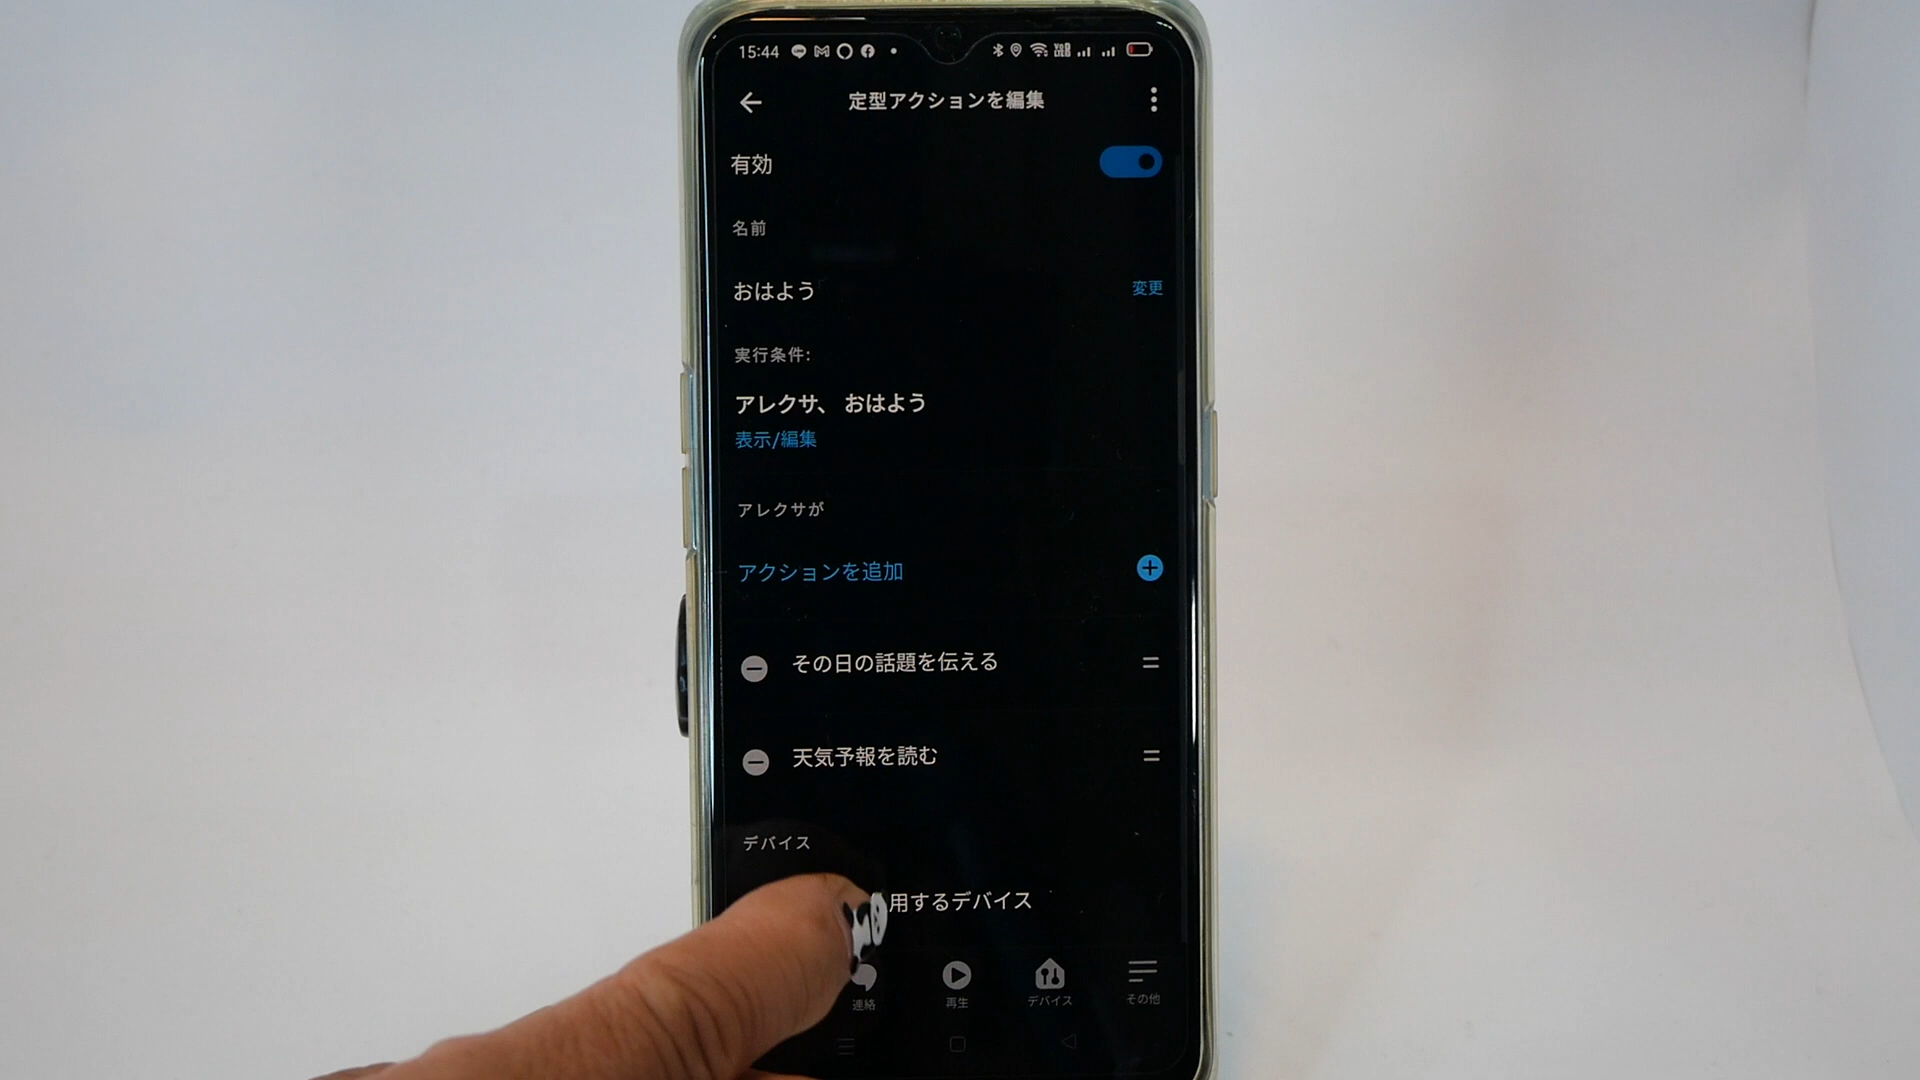 15:44
定型アクションを編集
有効
名前
おはよう 変更
実行条件:
アレクサ、 おはよう
表示/編集
アレクサが
アクションを追加
その日の話題を伝える
天気予報を読む
デバイス
用するデバイス
連絡 再生 デバイス その他